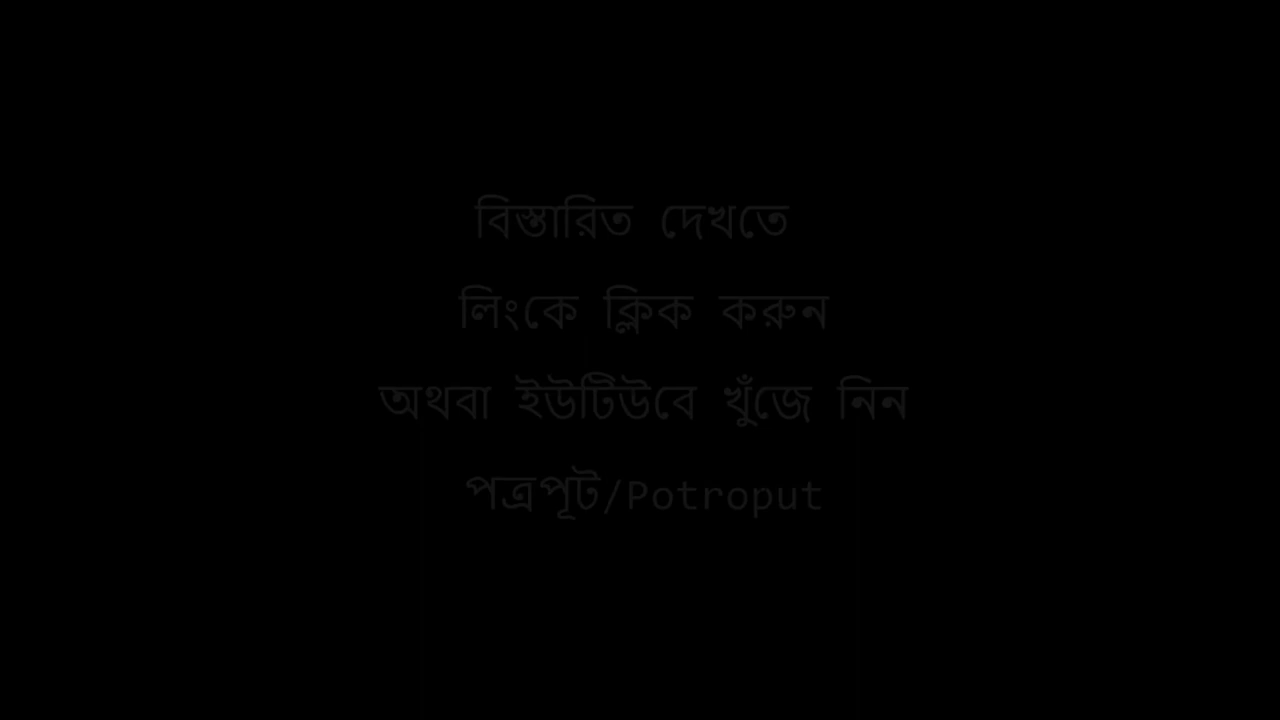 বিস্তারিত দেখতে
লিংকে ক্লিক করুন
অথবা ইউটিউবে খুঁজে নিন
পত্রপূট/Potroput